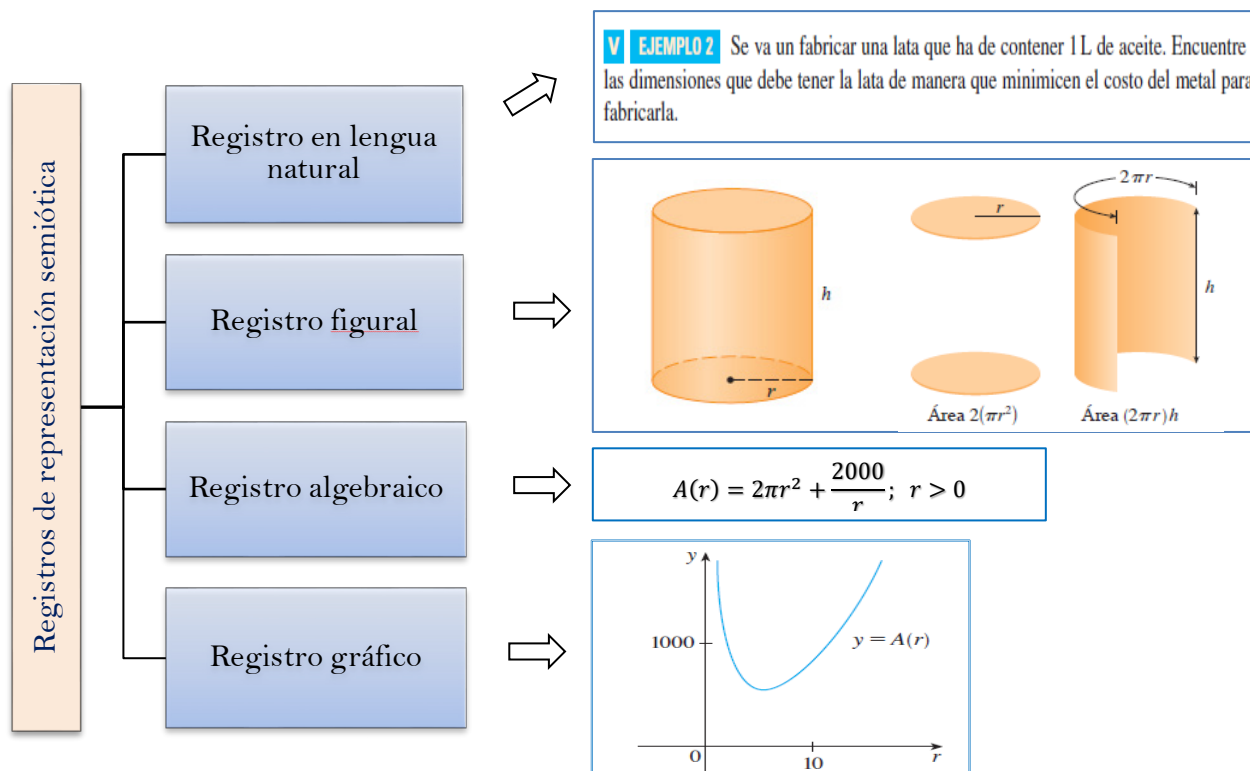 Registros de representación semiótica
Registro en lengua
natural
V EJEMPLO 2 Se va un fabricar una lata que ha de contener 1 L de aceite. Encuentre
las dimensiones que debe tener la lata de manera que minimicen el costo del metal para
fabricarla.
Registro figural
h
r
r
2πr
h
Área 2(πr²)
Área (2πr)h
Registro algebraico
A(r) = 2πr² + 2000/r ; r > 0
Registro gráfico
y
1000
y = A(r)
0
10
r